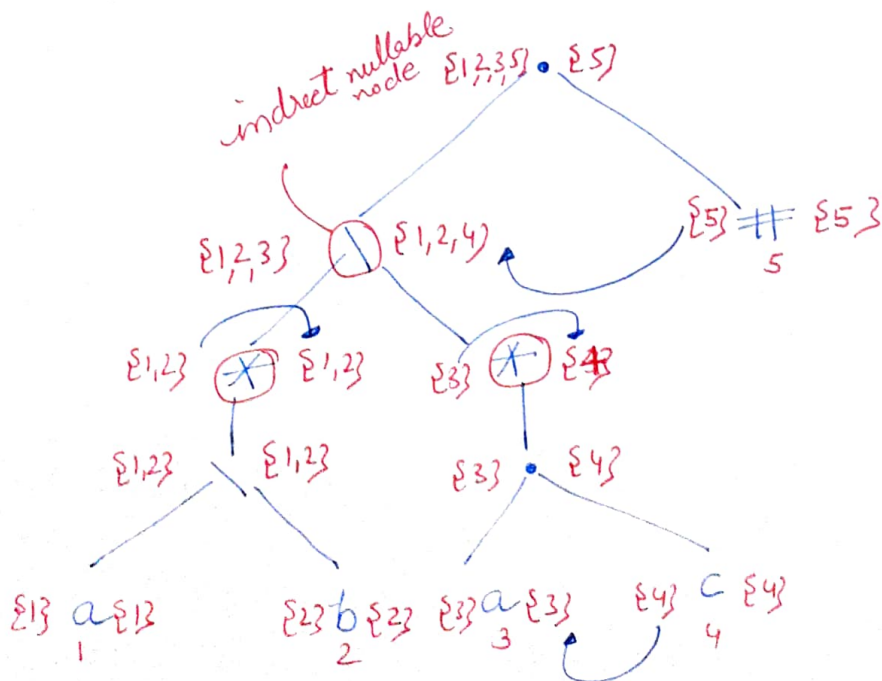 indirect nullable
node
{1,2,3,5} • {5}
{1,2,3} \ {1,2,4}
{5} # {5}
5
{1,2} * {1,2}
{3} * {4}
{1,2} \ {1,2}
{3} • {4}
{1} a {1}
1
{2} b {2}
2
{3} a {3}
3
{4} c {4}
4